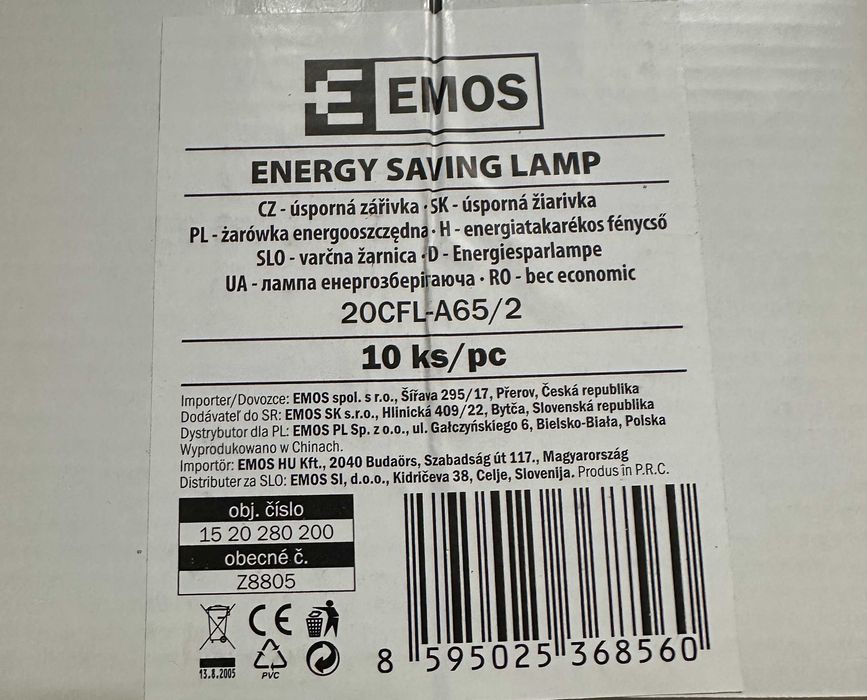 EMOS
ENERGY SAVING LAMP
CZ - úsporná zářivka · SK - úsporná žiarivka
PL - żarówka energooszczędna · H - energiatakarékos fénycső
SLO - varčna žarnica · D - Energiesparlampe
UA - лампа енергозберігаюча · RO - bec economic
20CFL-A65/2
10 ks/pc
Importer/Dovozce: EMOS spol. s r.o., Šířava 295/17, Přerov, Česká republika
Dodávateľ do SR: EMOS SK s.r.o., Hlinická 409/22, Bytča, Slovenská republika
Dystrybutor dla PL: EMOS PL Sp. z o.o., ul. Gałczyńskiego 6, Bielsko-Biała, Polska
Wyprodukowano w Chinach.
Importőr: EMOS HU Kft., 2040 Budaörs, Szabadság út 117., Magyarország
Distributer za SLO: EMOS SI, d.o.o., Kidričeva 38, Celje, Slovenija. Produs în P.R.C.
obj. číslo
15 20 280 200
obecné č.
Z8805
CE
13.8.2005
PVC
8 595025 368560